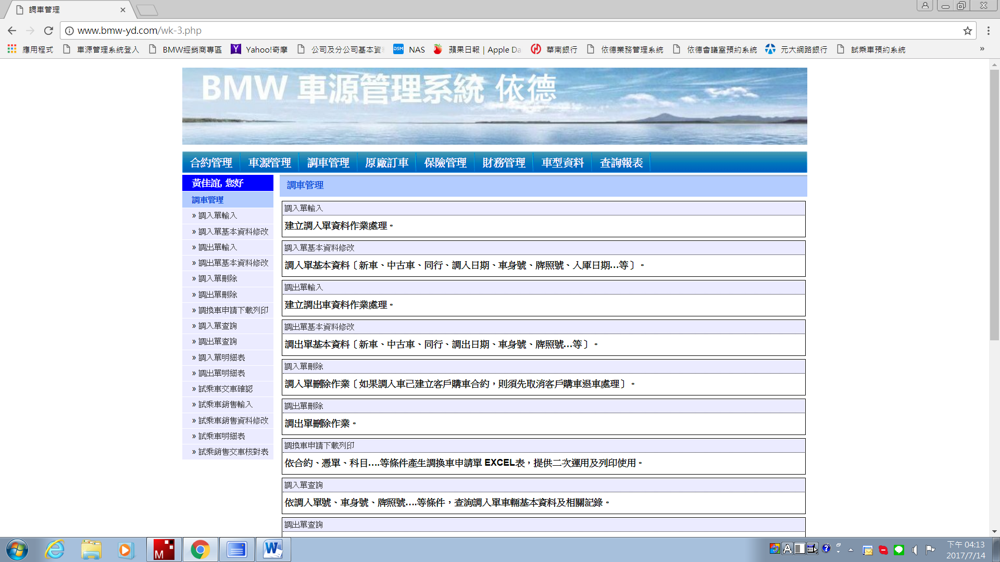 調車管理
www.bmw-yd.com/wk-3.php
應用程式 車源管理系統登入 BMW經銷商專區 Yahoo!奇摩 公司及分公司基本資 NAS 蘋果日報 | Apple Da 華南銀行 依德業務管理系統 依德會議室預約系統 元大網路銀行 試乘車預約系統 »
BMW 車源管理系統 依德
合約管理 車源管理 調車管理 原廠訂車 保險管理 財務管理 車型資料 查詢報表
黃佳誼, 您好
調車管理
» 調入單輸入
» 調入單基本資料修改
» 調出單輸入
» 調出單基本資料修改
» 調入單刪除
» 調出單刪除
» 調換車申請下載列印
» 調入單查詢
» 調出單查詢
» 調入單明細表
» 調出單明細表
» 試乘車交車確認
» 試乘車銷售輸入
» 試乘車銷售資料修改
» 試乘車明細表
» 試乘銷售交車核對表
調車管理
調入單輸入
建立調入單資料作業處理。
調入單基本資料修改
調入單基本資料〔新車、中古車、同行、調入日期、車身號、牌照號、入庫日期…等〕。
調出單輸入
建立調出車資料作業處理。
調出單基本資料修改
調出單基本資料〔新車、中古車、同行、調出日期、車身號、牌照號…等〕。
調入單刪除
調入單刪除作業〔如果調入車己建立客戶購車合約，則須先取消客戶購車退車處理〕。
調出單刪除
調出單刪除作業。
調換車申請下載列印
依合約、憑單、科目….等條件產生調換車申請單 EXCEL表，提供二次運用及列印使用。
調入單查詢
依調入單號、車身號、牌照號….等條件，查詢調入單車輛基本資料及相關記錄。
調出單查詢
下午 04:13
2017/7/14